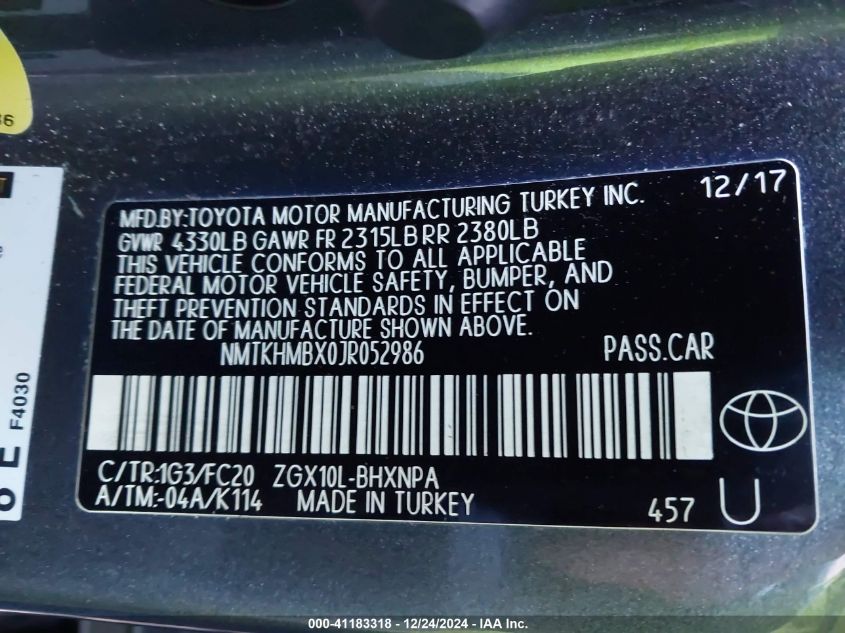 MFD.BY:TOYOTA MOTOR MANUFACTURING TURKEY INC. 12/17
GVWR 4330LB GAWR FR 2315LB RR 2380LB
THIS VEHICLE CONFORMS TO ALL APPLICABLE
FEDERAL MOTOR VEHICLE SAFETY, BUMPER, AND
THEFT PREVENTION STANDARDS IN EFFECT ON
THE DATE OF MANUFACTURE SHOWN ABOVE.
NMTKHMBX0JR052986 PASS.CAR
C/TR:1G3/FC20 ZGX10L-BHXNPA
A/TM:-04A/K114 MADE IN TURKEY 457 U
F4030
000-41183318 - 12/24/2024 - IAA Inc.